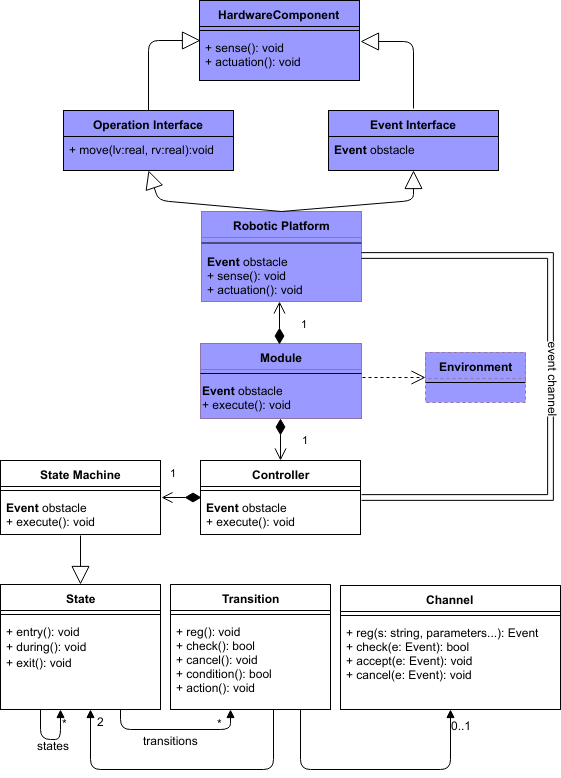 HardwareComponent
+ sense(): void
+ actuation(): void
Operation Interface
+ move(lv:real, rv:real):void
Event Interface
Event obstacle
Robotic Platform
Event obstacle
+ sense(): void
+ actuation(): void
1
Module
Event obstacle
+ execute(): void
Environment
event channel
1
State Machine
Event obstacle
+ execute(): void
1
Controller
Event obstacle
+ execute(): void
State
+ entry(): void
+ during(): void
+ exit(): void
Transition
+ reg(): void
+ check(): bool
+ cancel(): void
+ condition(): bool
+ action(): void
Channel
+ reg(s: string, parameters...): Event
+ check(e: Event): bool
+ accept(e: Event): void
+ cancel(e: Event): void
*
2
*
0..1
states
transitions